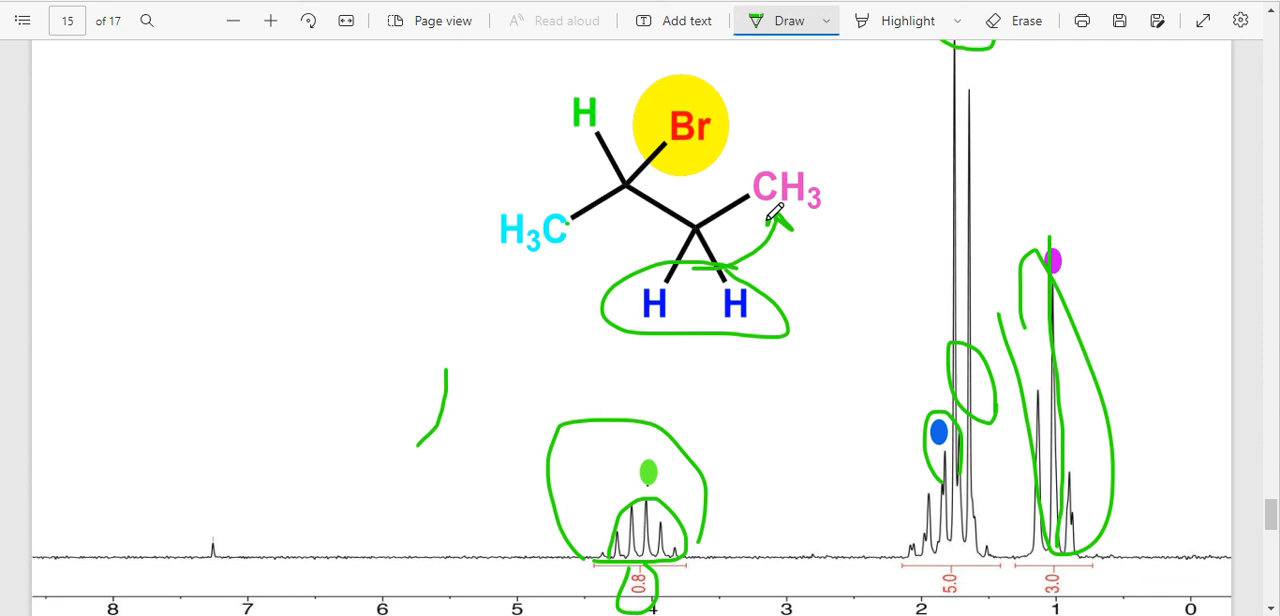 15 of 17 Page view Read aloud Add text Draw Highlight Erase
H
Br
CH3
H3C
H H
0.8 5.0 3.0
8 7 6 5 4 3 2 1 0